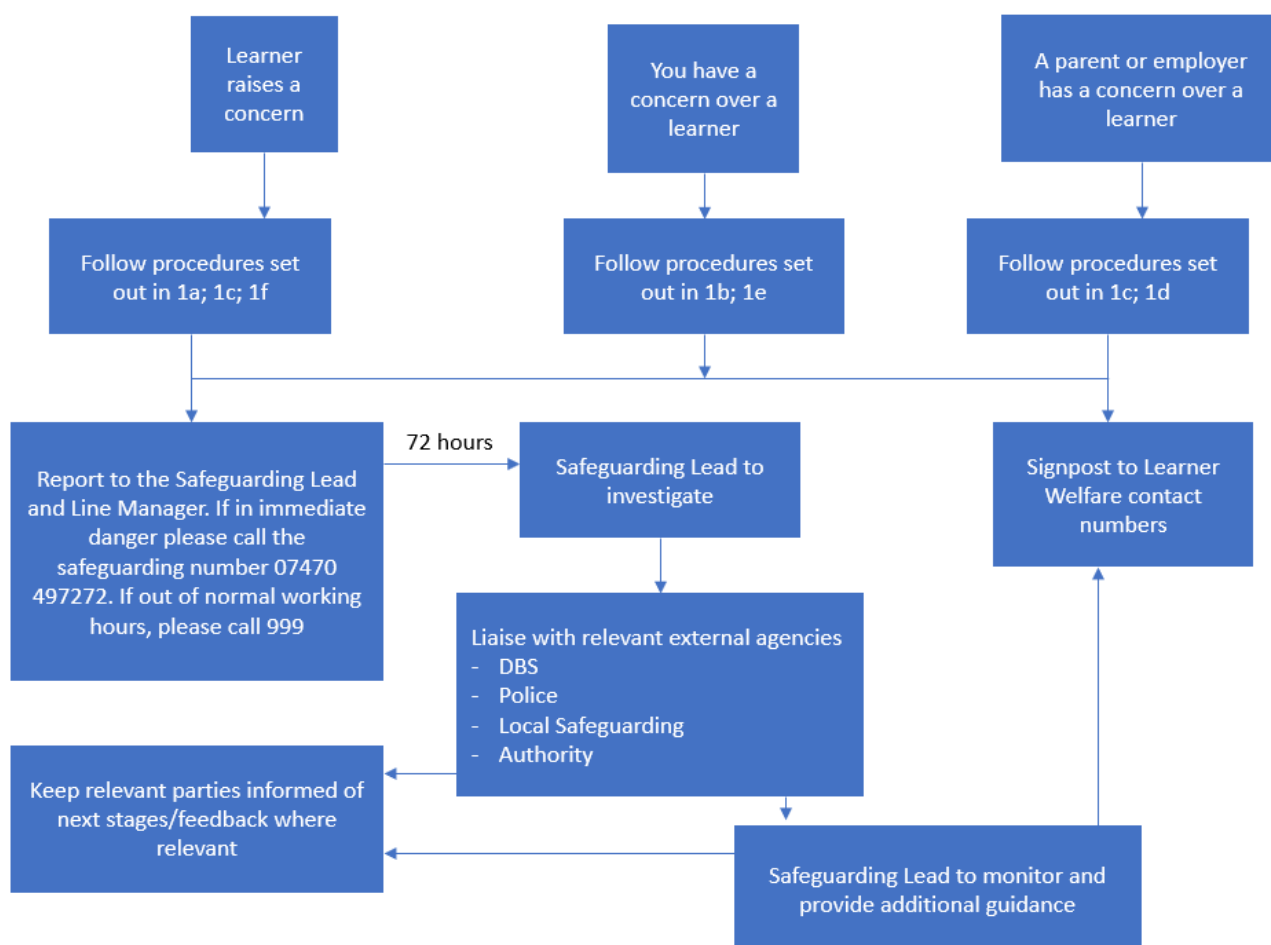 Learner
raises a
concern
You have a
concern over a
learner
A parent or employer
has a concern over a
learner
Follow procedures set
out in 1a; 1c; 1f
Follow procedures set
out in 1b; 1e
Follow procedures set
out in 1c; 1d
Report to the Safeguarding Lead
and Line Manager. If in immediate
danger please call the
safeguarding number 07470
497272. If out of normal working
hours, please call 999
72 hours
Safeguarding Lead to
investigate
Signpost to Learner
Welfare contact
numbers
Liaise with relevant external agencies
- DBS
- Police
- Local Safeguarding
- Authority
Keep relevant parties informed of
next stages/feedback where
relevant
Safeguarding Lead to monitor and
provide additional guidance